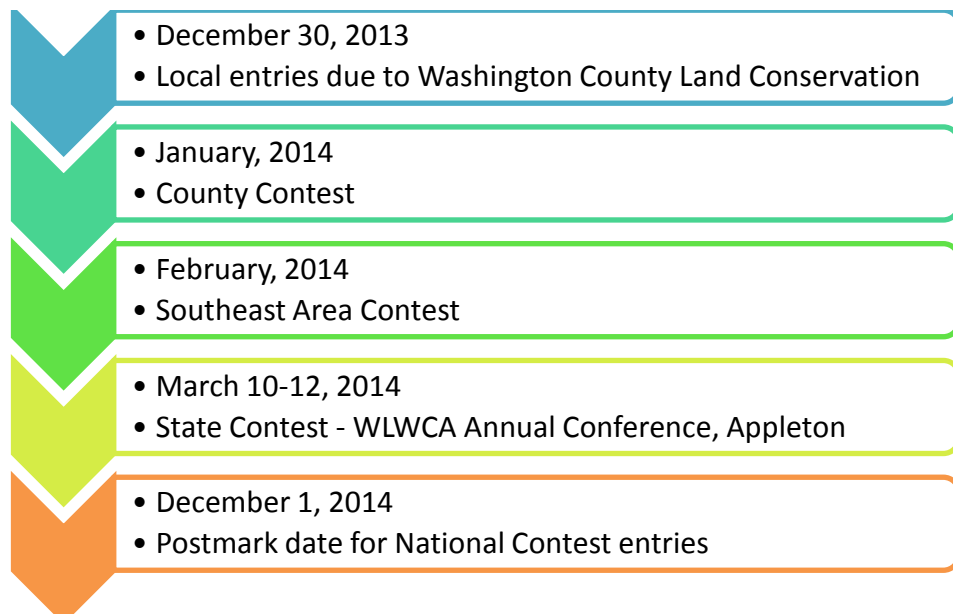 • December 30, 2013
• Local entries due to Washington County Land Conservation
• January, 2014
• County Contest
• February, 2014
• Southeast Area Contest
• March 10-12, 2014
• State Contest - WLWCA Annual Conference, Appleton
• December 1, 2014
• Postmark date for National Contest entries